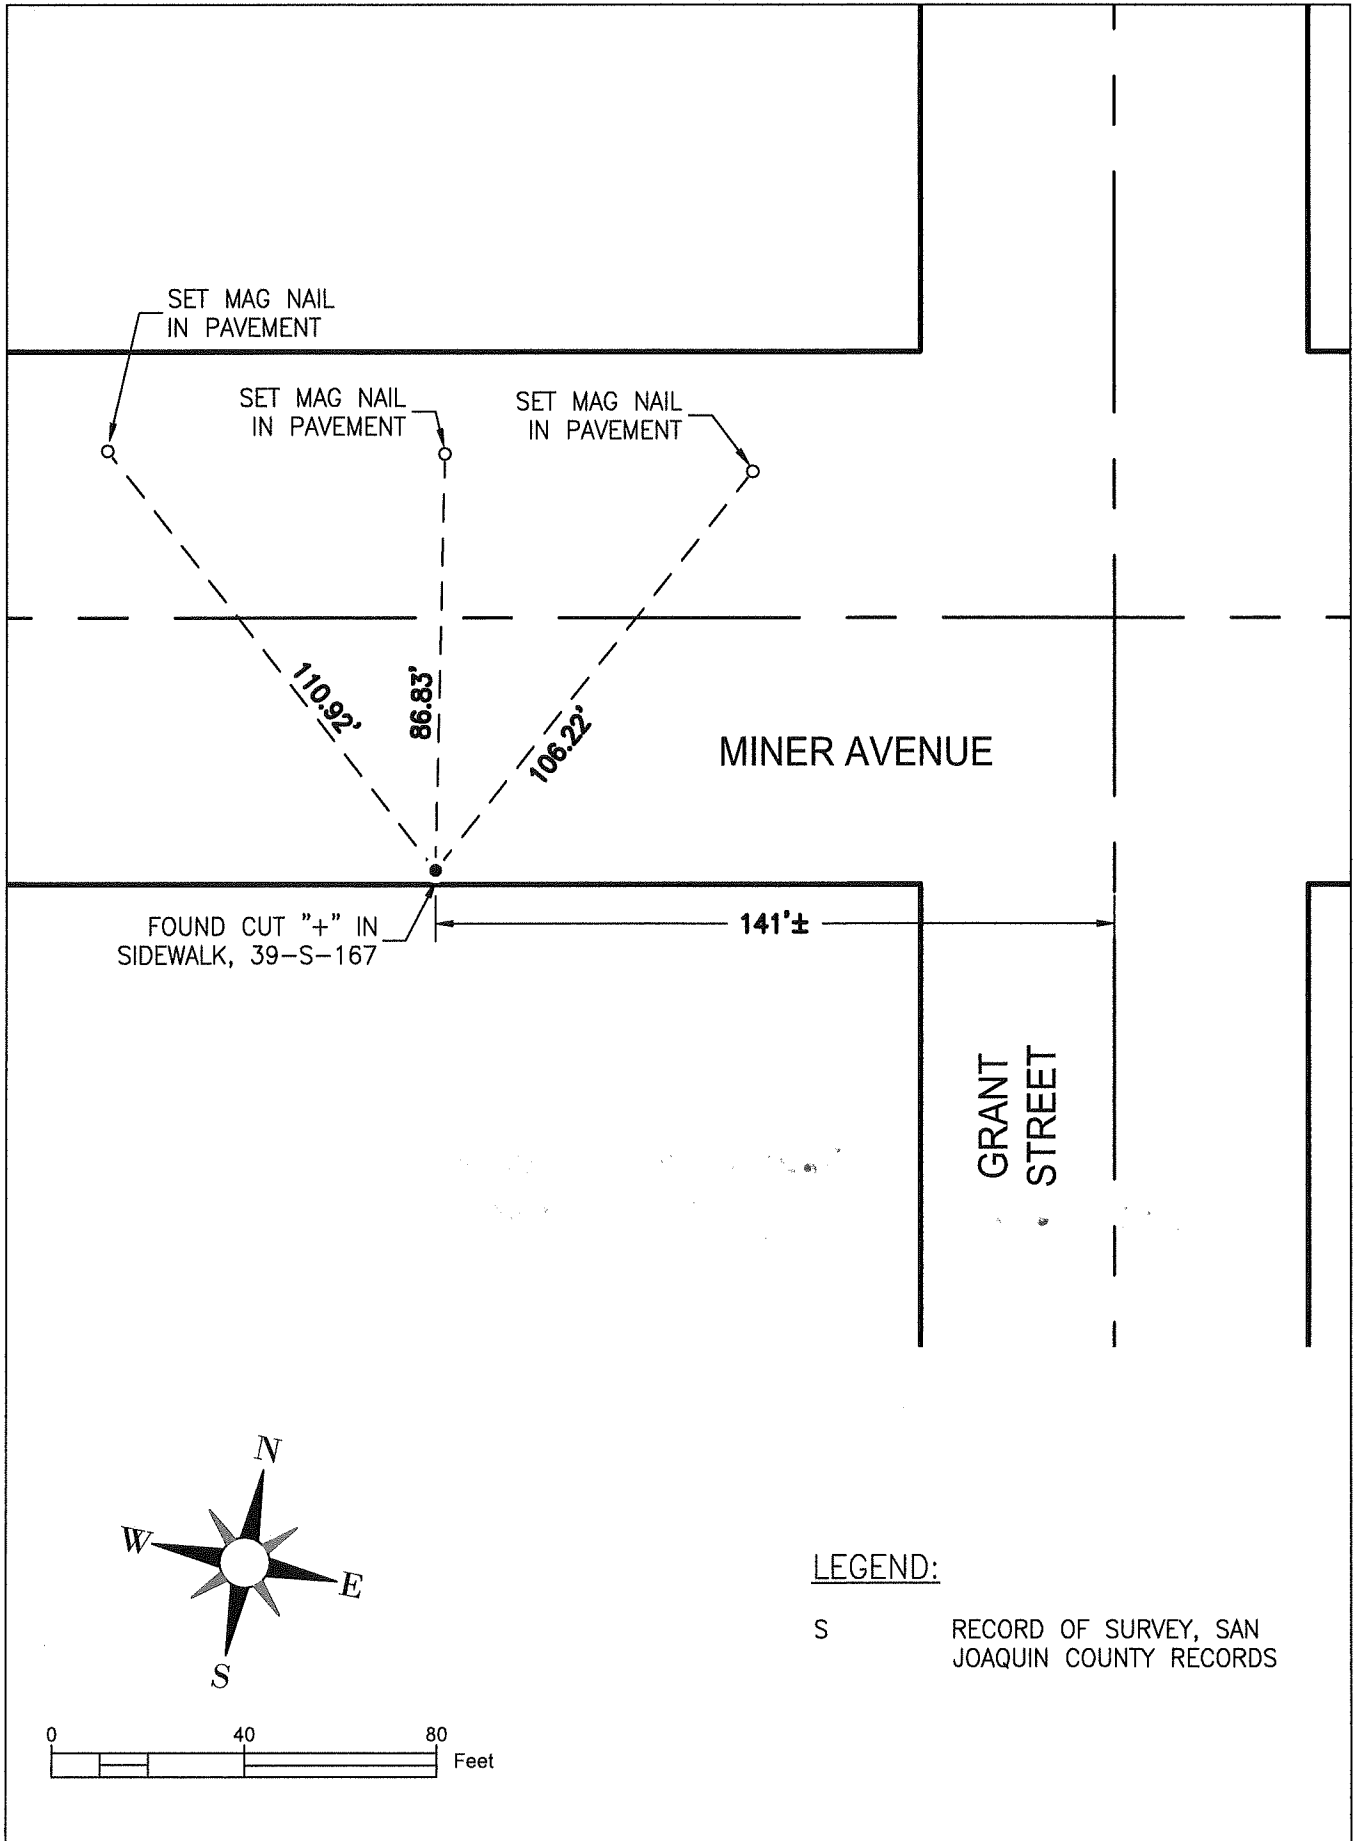 SET MAG NAIL
IN PAVEMENT
SET MAG NAIL
IN PAVEMENT
SET MAG NAIL
IN PAVEMENT
110.92'
86.83'
106.22'
MINER AVENUE
FOUND CUT "+" IN
SIDEWALK, 39-S-167
141'±
GRANT
STREET
N
W
E
S
LEGEND:
S RECORD OF SURVEY, SAN
JOAQUIN COUNTY RECORDS
0 40 80
Feet